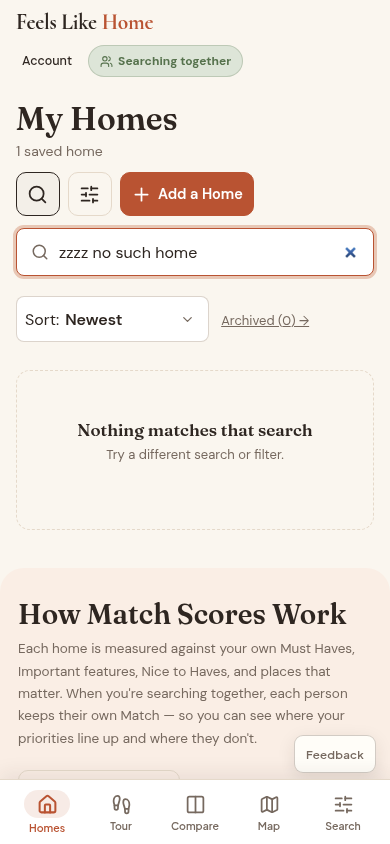 Feels Like Home
Account
Searching together
My Homes
1 saved home
Add a Home
zzzz no such home
Sort: Newest
Archived (0) →
Nothing matches that search
Try a different search or filter.
How Match Scores Work
Each home is measured against your own Must Haves,
Important features, Nice to Haves, and places that
matter. When you're searching together, each person
keeps their own Match — so you can see where your
priorities line up and where they don't.
Feedback
Homes
Tour
Compare
Map
Search